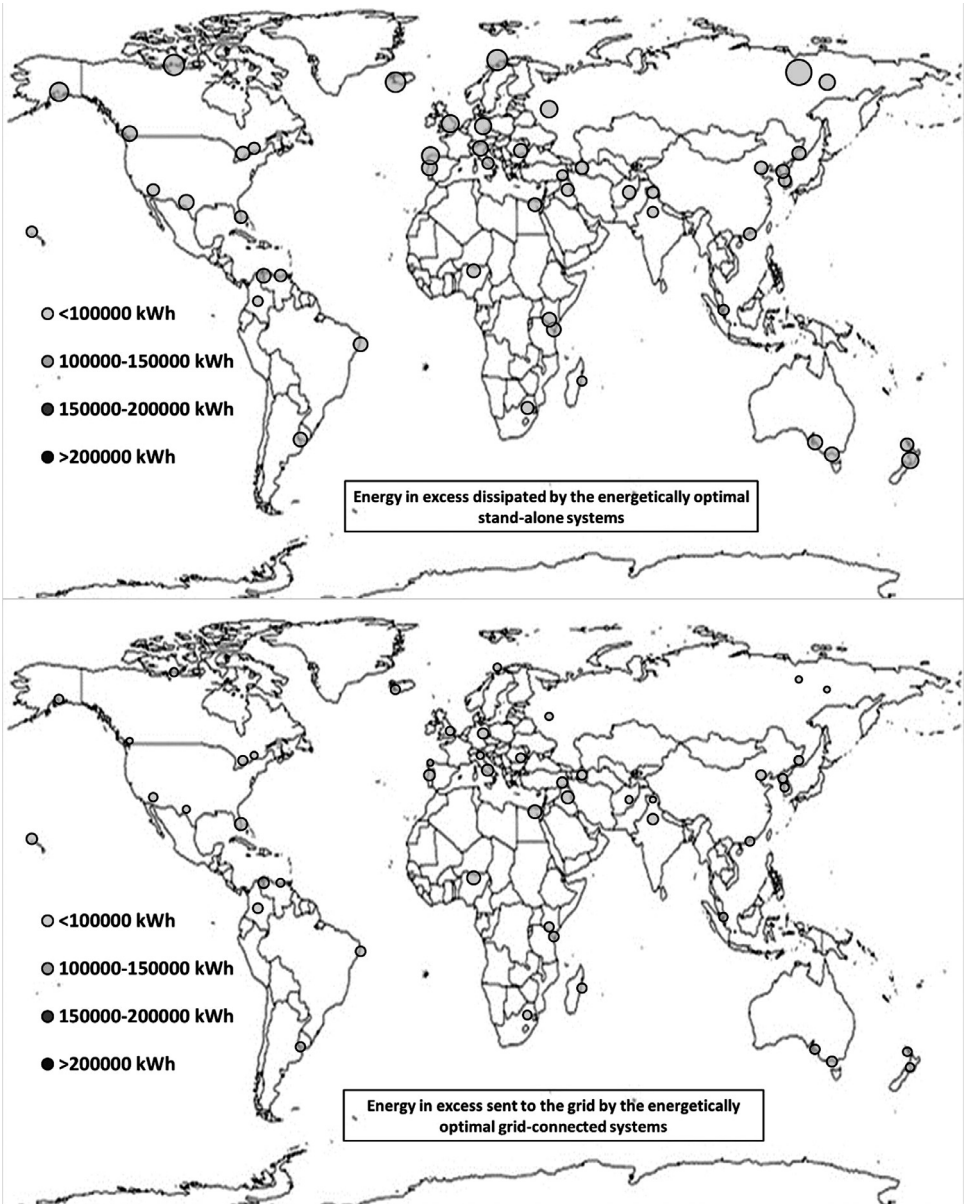 <100000 kWh
100000-150000 kWh
150000-200000 kWh
>200000 kWh
Energy in excess dissipated by the energetically optimal
stand-alone systems
<100000 kWh
100000-150000 kWh
150000-200000 kWh
>200000 kWh
Energy in excess sent to the grid by the energetically
optimal grid-connected systems